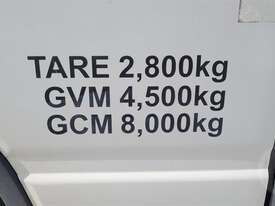 TARE 2,800kg
GVM 4,500kg
GCM 8,000kg